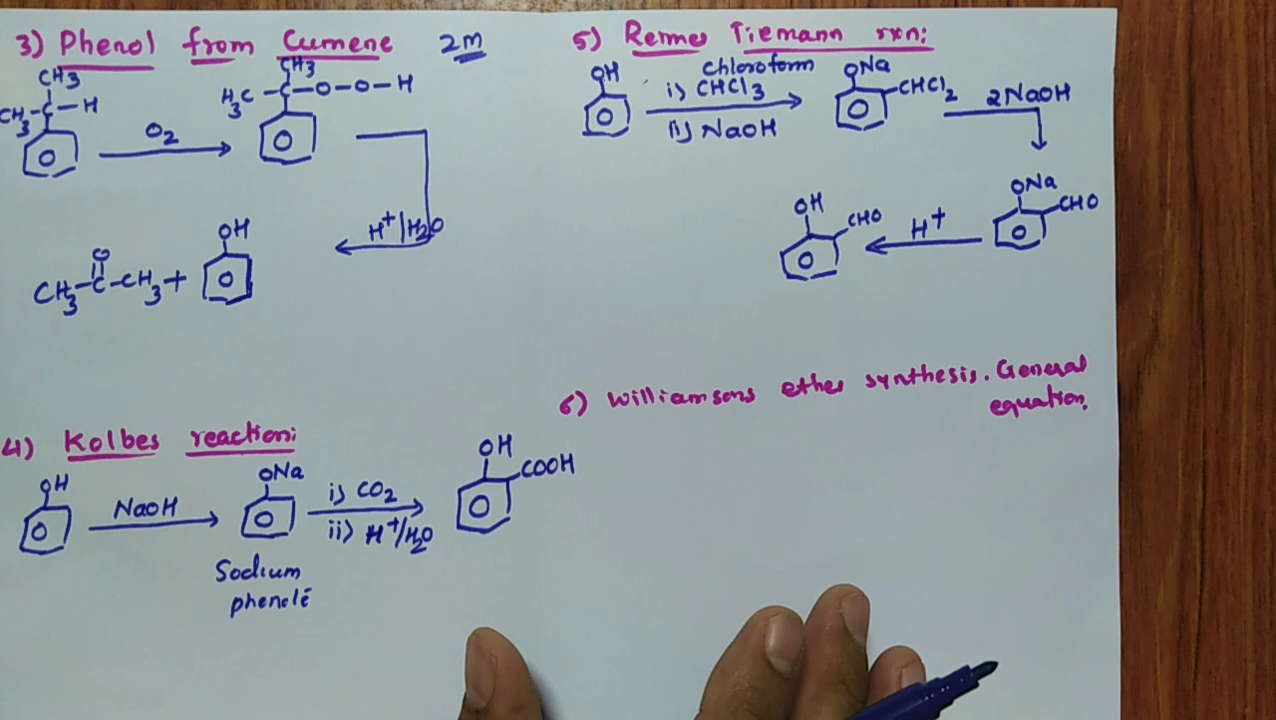 3) Phenol from Cumene 2m
CH3
CH3-C-H
O2
CH3
H3C-C-O-O-H
H+/H2O
O
CH3-C-CH3 +
OH
4) Kolbes reaction:
OH
NaOH
ONa
Sodium
i) CO2
ii) H+/H2O
OH
COOH
5)
Tiemann rxn:
OH
Chloroform
i) CHCl3
ii) NaOH
ONa
CHCl2
2NaOH
ONa
CHO
H+
OH
CHO
6) Williamsons ether synthesis. General
equation.